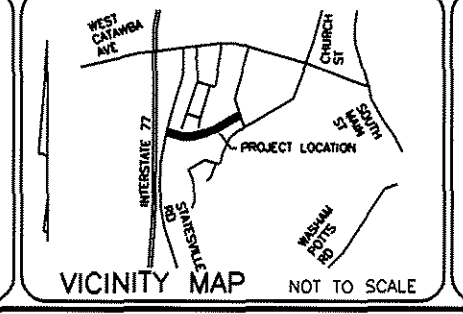 WEST
CATAWBA
AVE
CHURCH
ST
SOUTH
MAIN
ST
INTERSTATE 77
PROJECT LOCATION
STATESVILLE
RD
WASHAM
POTTS
RD
VICINITY MAP
NOT TO SCALE